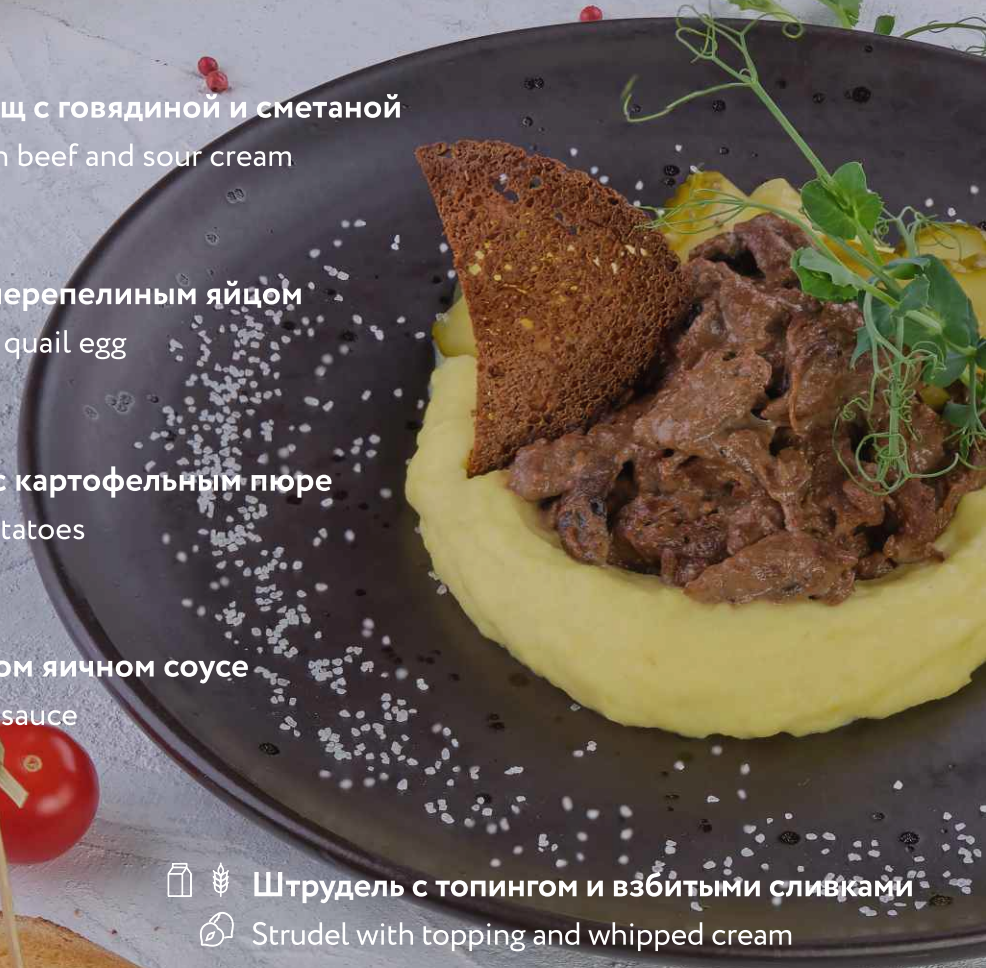 щ с говядиной и сметаной
beef and sour cream
перепелиным яйцом
quail egg
с картофельным пюре
tatoes
ом яичном соусе
sauce
Штрудель с топингом и взбитыми сливками
Strudel with topping and whipped cream